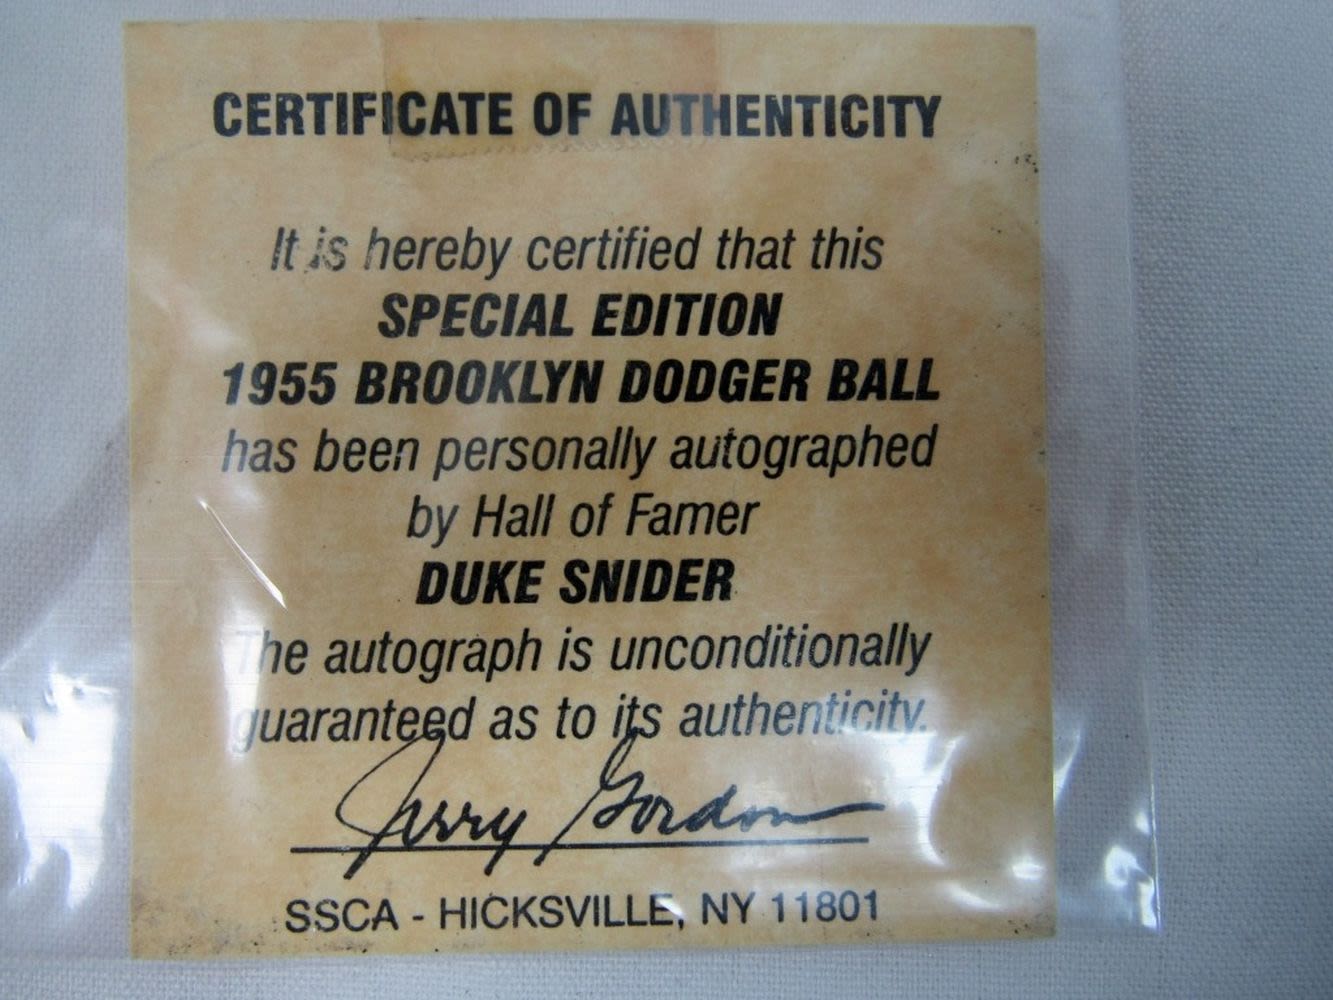 CERTIFICATE OF AUTHENTICITY
It is hereby certified that this
SPECIAL EDITION
1955 BROOKLYN DODGER BALL
has been personally autographed
by Hall of Famer
DUKE SNIDER
The autograph is unconditionally
guaranteed as to its authenticity.
Jerry Gordon
SSCA - HICKSVILLE, NY 11801